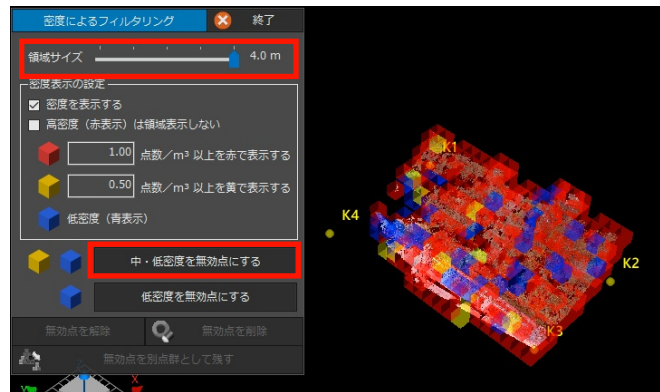 密度によるフィルタリング 終了
領域サイズ 4.0 m
密度表示の設定
密度を表示する
高密度（赤表示）は領域表示しない
1.00 点数／m³ 以上を赤で表示する
0.50 点数／m³ 以上を黄で表示する
低密度（青表示）
中・低密度を無効点にする
低密度を無効点にする
無効点を解除 無効点を削除
無効点を別点群として残す
Y X
K1
K4
K2
K3